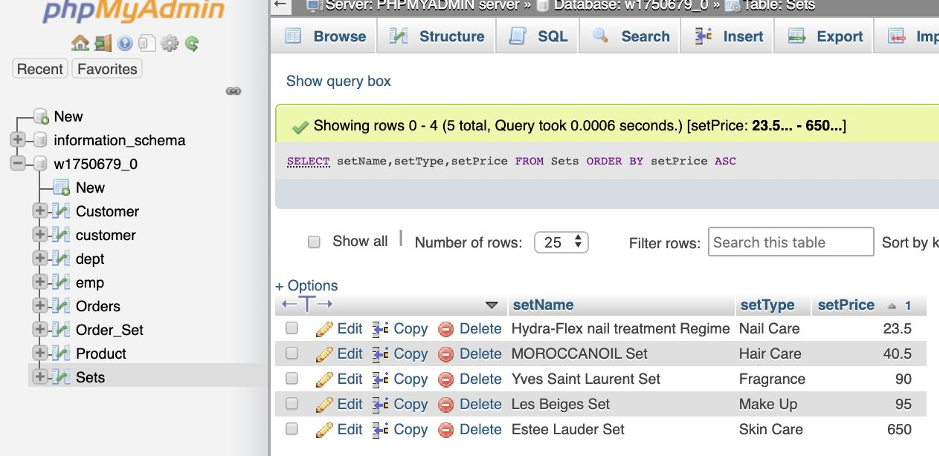 phpMyAdmin
Recent Favorites
New
information_schema
w1750679_0
New
Customer
customer
dept
emp
Orders
Order_Set
Product
Sets
Server: PHPMYADMIN server » Database: w1750679_0 » Table: Sets
Browse Structure SQL Search Insert Export Imp
Show query box
Showing rows 0 - 4 (5 total, Query took 0.0006 seconds.) [setPrice: 23.5... - 650...]
SELECT setName,setType,setPrice FROM Sets ORDER BY setPrice ASC
Show all | Number of rows: 25 Filter rows: Search this table Sort by k
+ Options
←T→ setName setType setPrice 1
Edit Copy Delete Hydra-Flex nail treatment Regime Nail Care 23.5
Edit Copy Delete MOROCCANOIL Set Hair Care 40.5
Edit Copy Delete Yves Saint Laurent Set Fragrance 90
Edit Copy Delete Les Beiges Set Make Up 95
Edit Copy Delete Estee Lauder Set Skin Care 650